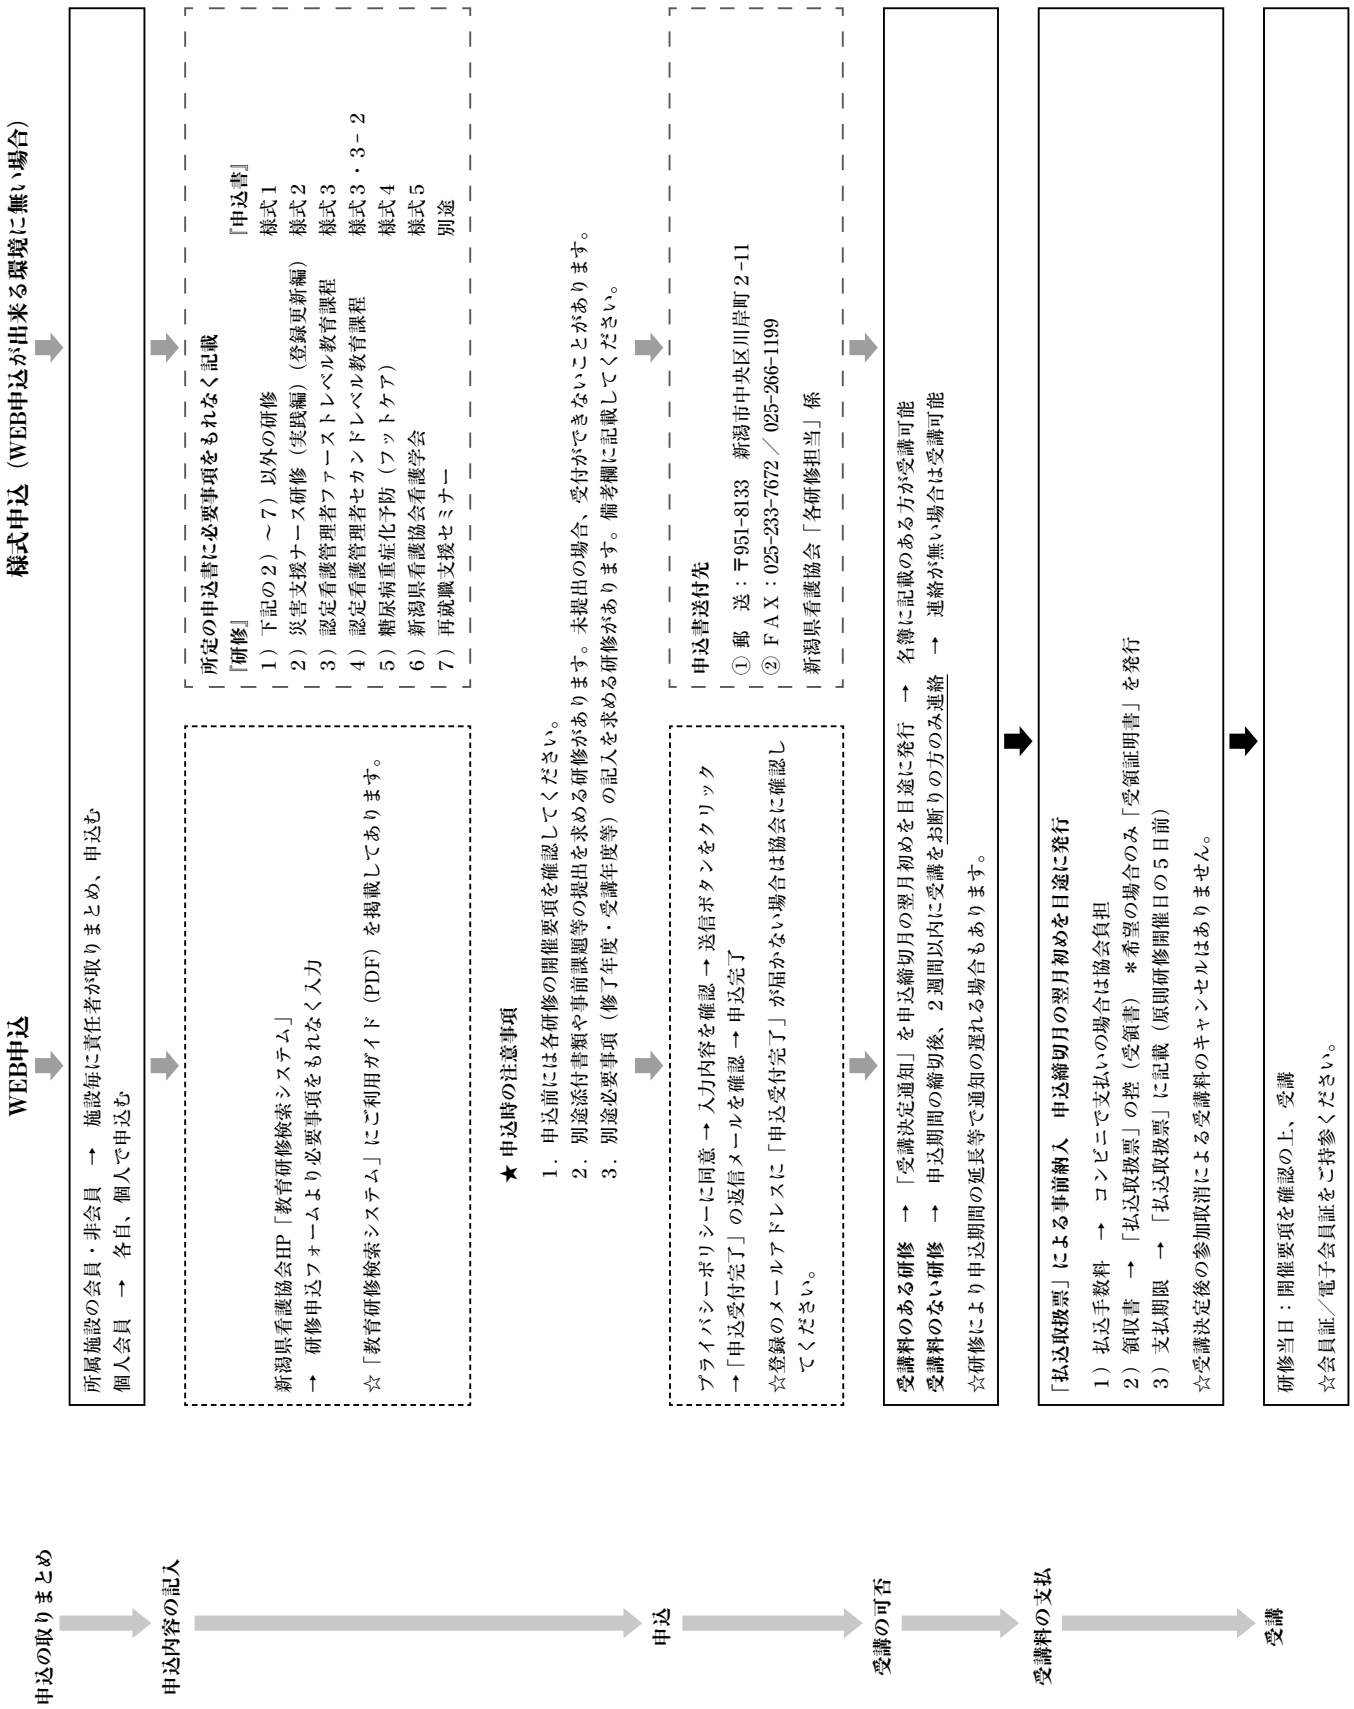 WEB申込
様式申込（WEB申込が出来る環境に無い場合）
申込の取りまとめ
所属施設の会員・非会員　→　施設毎に責任者が取りまとめ、申込む
個人会員　→　各自、個人で申込む
申込内容の記入
新潟県看護協会HP「教育研修検索システム」
→　研修申込フォームより必要事項をもれなく入力
☆「教育研修検索システム」にご利用ガイド（PDF）を掲載してあります。
所定の申込書に必要事項をもれなく記載
『研修』　『申込書』
1）下記の2）～7）以外の研修　様式1
2）災害支援ナース研修（実践編）（登録更新編）　様式2
3）認定看護管理者ファーストレベル教育課程　様式3
4）認定看護管理者セカンドレベル教育課程　様式3・3-2
5）糖尿病重症化予防（フットケア）　様式4
6）新潟県看護協会看護学会　様式5
7）再就職支援セミナー　別途
★ 申込時の注意事項
1．申込前には各研修の開催要項を確認してください。
2．別途添付書類や事前課題等の提出を求める研修があります。未提出の場合、受付ができないことがあります。
3．別途必要事項（修了年度・受講年度等）の記入を求める研修があります。備考欄に記載してください。
申込
プライバシーポリシーに同意 → 入力内容を確認 → 送信ボタンをクリック
→「申込受付完了」の返信メールを確認 → 申込完了
☆登録のメールアドレスに「申込受付完了」が届かない場合は協会に確認し
てください。
申込書送付先
① 郵　送：〒951-8133　新潟市中央区川岸町2-11
② ＦＡＸ：025-233-7672 ／ 025-266-1199
新潟県看護協会「各研修担当」係
受講の可否
受講料のある研修　→　「受講決定通知」を申込締切月の翌月初めを目途に発行　→　名簿に記載のある方が受講可能
受講料のない研修　→　申込期間の締切後、2週間以内に受講をお断りの方のみ連絡　→　連絡が無い場合は受講可能
☆研修により申込期間の延長等で通知の遅れる場合もあります。
受講料の支払
「払込取扱票」による事前納入　申込締切月の翌月初めを目途に発行
1）払込手数料　→　コンビニで支払いの場合は協会負担
2）領収書　→　「払込取扱票」の控（受領書）　＊希望の場合のみ「受領証明書」を発行
3）支払期限　→　「払込取扱票」に記載（原則研修開催日の5日前）
☆受講決定後の参加取消による受講料のキャンセルはありません。
受講
研修当日：開催要項を確認の上、受講
☆会員証／電子会員証をご持参ください。